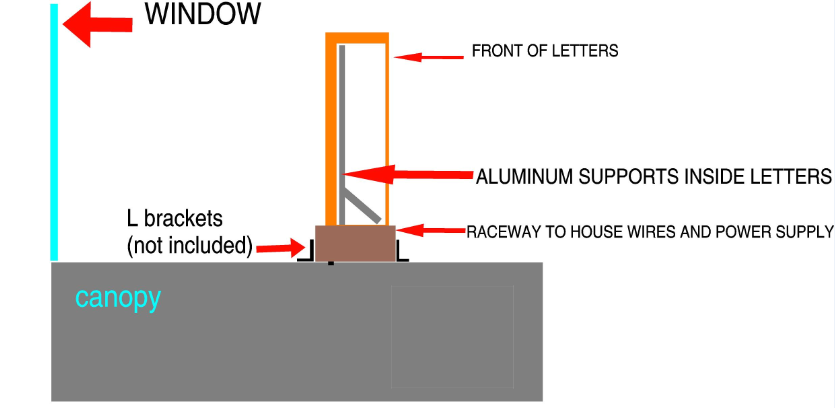 WINDOW
FRONT OF LETTERS
ALUMINUM SUPPORTS INSIDE LETTERS
L brackets
(not included)
RACEWAY TO HOUSE WIRES AND POWER SUPPLY
canopy